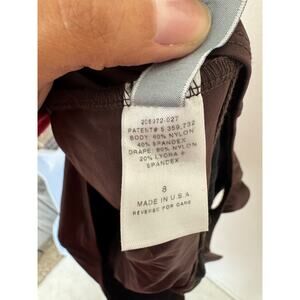 206972-027
PATENT# 5,359,732
BODY: 60% NYLON
40% SPANDEX
DRAPE: 80% NYLON
20% LYCRA ®
SPANDEX
8
MADE IN U.S.A.
REVERSE FOR CARE